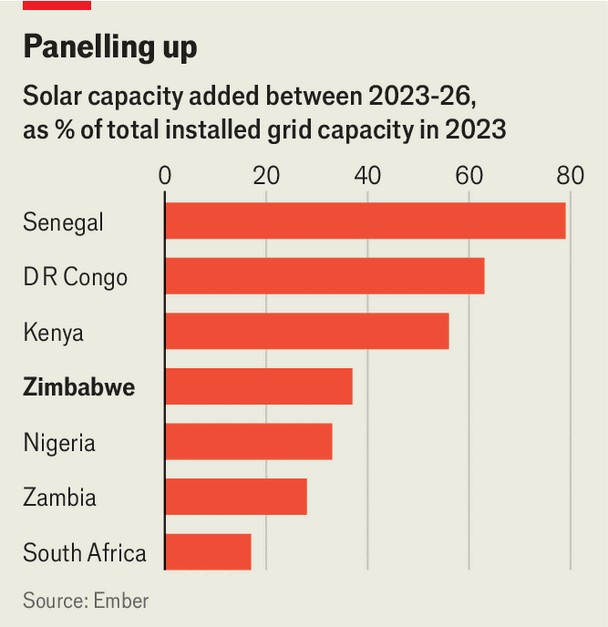 Panelling up
Solar capacity added between 2023-26,
as % of total installed grid capacity in 2023
0 20 40 60 80
Senegal
DR Congo
Kenya
Zimbabwe
Nigeria
Zambia
South Africa
Source: Ember